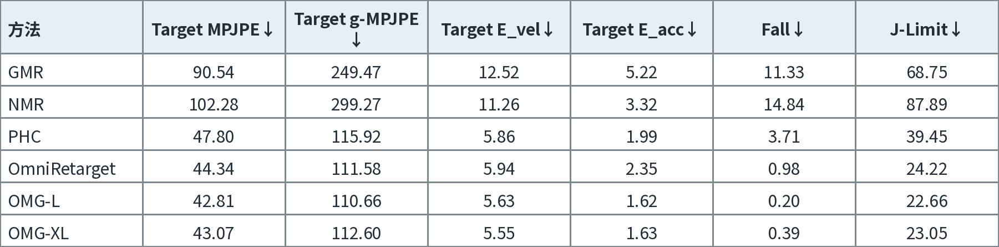 方法 Target MPJPE↓ Target g-MPJPE↓ Target E_vel↓ Target E_acc↓ Fall↓ J-Limit↓
GMR 90.54 249.47 12.52 5.22 11.33 68.75
NMR 102.28 299.27 11.26 3.32 14.84 87.89
PHC 47.80 115.92 5.86 1.99 3.71 39.45
OmniRetarget 44.34 111.58 5.94 2.35 0.98 24.22
OMG-L 42.81 110.66 5.63 1.62 0.20 22.66
OMG-XL 43.07 112.60 5.55 1.63 0.39 23.05